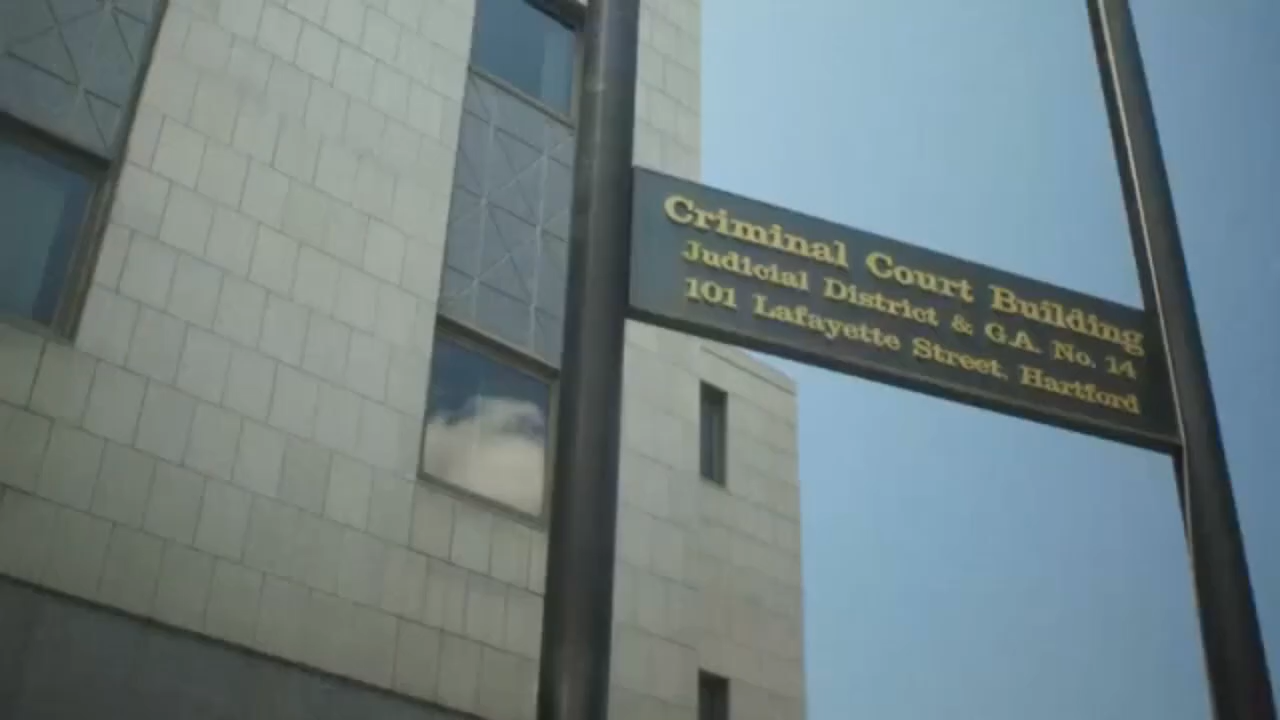 Criminal Court Building
Judicial District & G.A. No. 14
101 Lafayette Street, Hartford